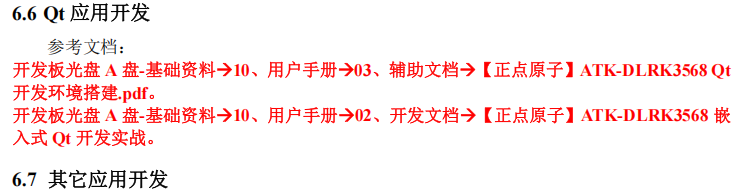 6.6 Qt 应用开发
参考文档：
开发板光盘 A 盘-基础资料→10、用户手册→03、辅助文档→【正点原子】ATK-DLRK3568 Qt
开发环境搭建.pdf。
开发板光盘 A 盘-基础资料→10、用户手册→02、开发文档→【正点原子】ATK-DLRK3568 嵌
入式 Qt 开发实战。
6.7 其它应用开发